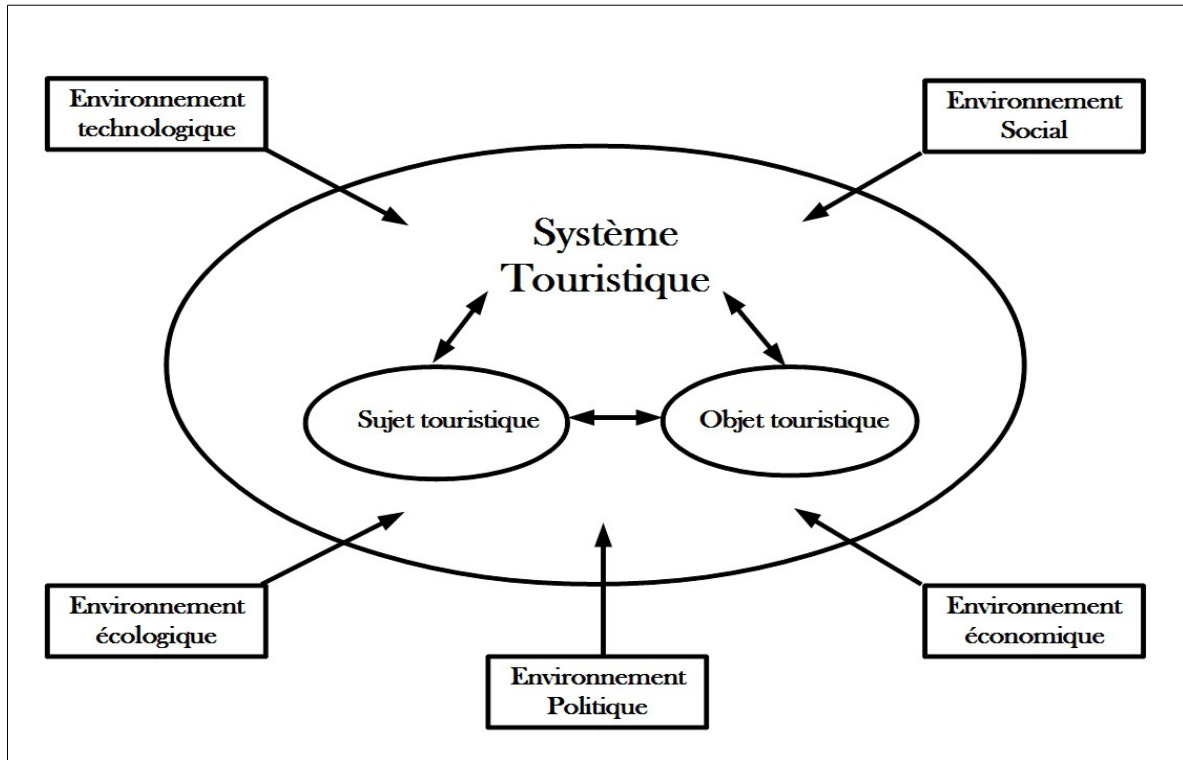 Environnement
technologique
Environnement
Social
Système
Touristique
Sujet touristique
Objet touristique
Environnement
écologique
Environnement
Politique
Environnement
économique